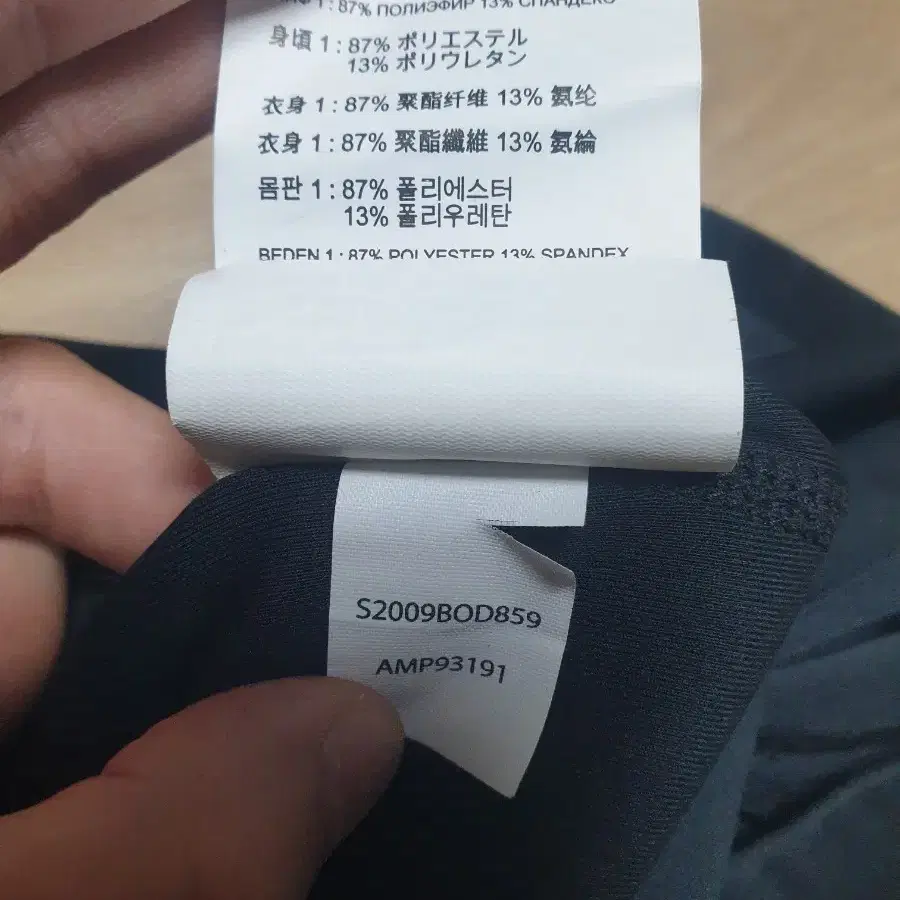 1 : 87% ПОЛИЭФИР 13% СПАНДЕКС
身頃 1 : 87% ポリエステル
13% ポリウレタン
衣身 1 : 87% 聚酯纤维 13% 氨纶
衣身 1 : 87% 聚酯纖維 13% 氨綸
몸판 1 : 87% 폴리에스터
13% 폴리우레탄
BEDEN 1 : 87% POLYESTER 13% SPANDEX
S2009BOD859
AMP93191